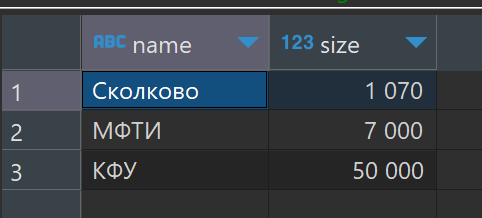 ABC name 123 size
1 Сколково 1 070
2 МФТИ 7 000
3 КФУ 50 000